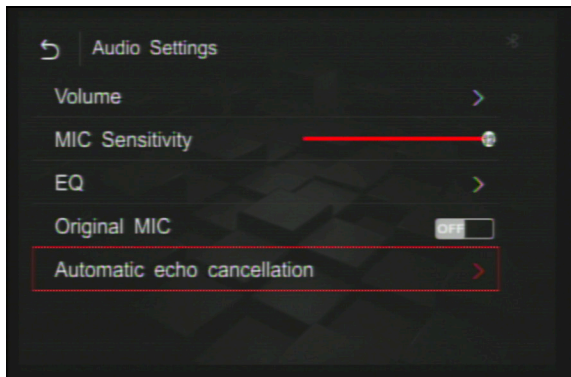 Audio Settings
Volume
MIC Sensitivity
EQ
Original MIC
OFF
Automatic echo cancellation